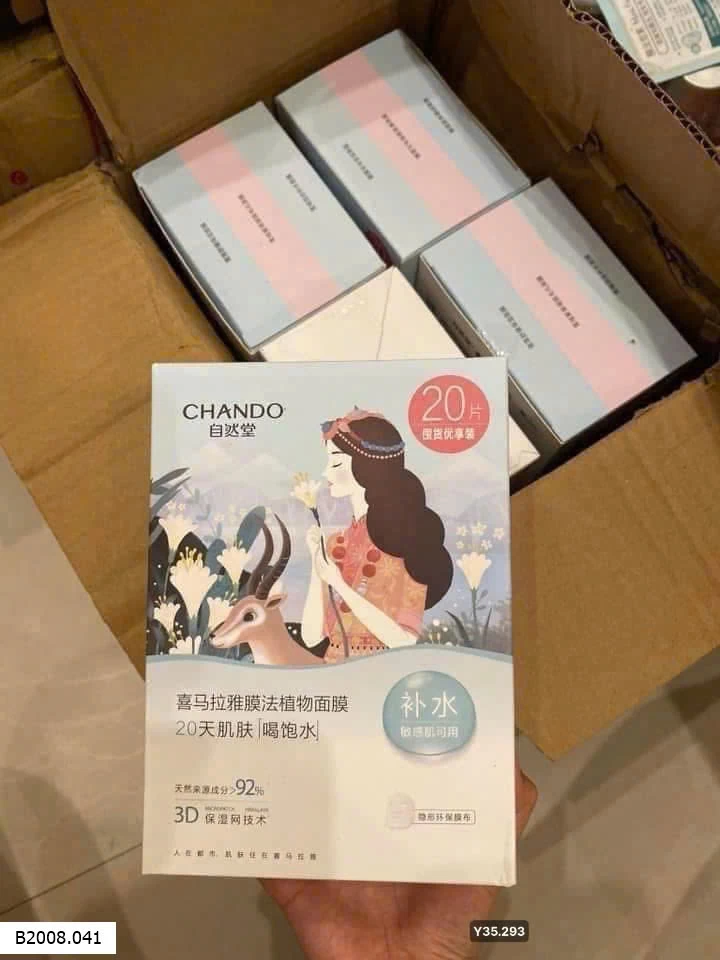 CHANDO
自然堂
20片
囤货优享装
喜马拉雅膜法植物面膜
20天肌肤「喝饱水」
补水
敏感肌可用
天然来源成分>92%
3D 保湿网技术
隐形环保膜布
人在都市，肌肤住在喜马拉雅
CHANDO
B2008.041
Y35.293